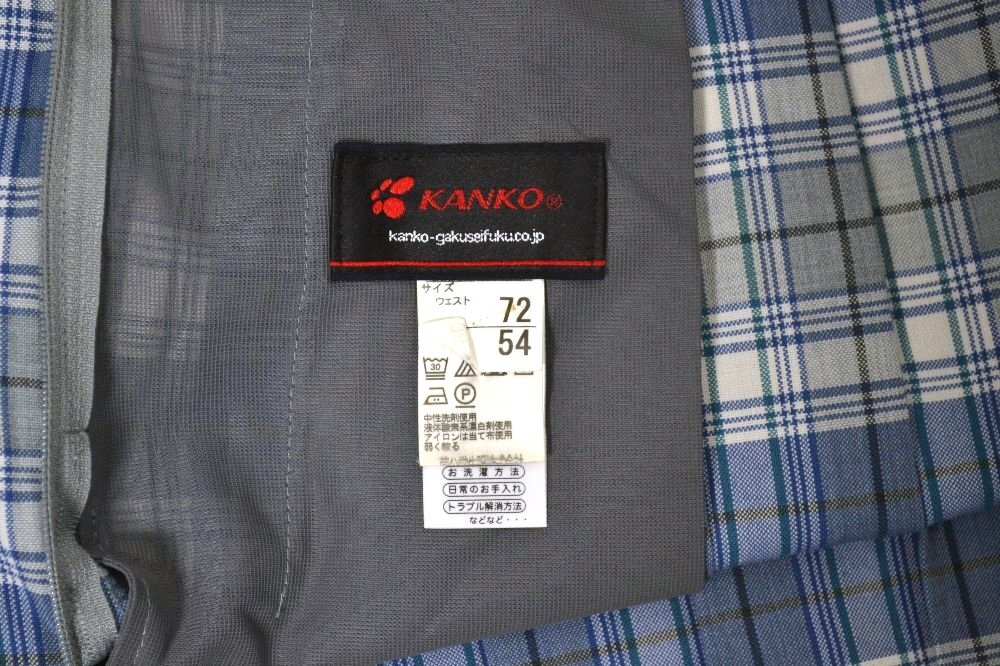 KANKO®
kanko-gakuseifuku.co.jp
サイズ
ウェスト 72
54
30
P
中性洗剤使用
液体酸素系漂白剤使用
アイロンは当て布使用
弱く絞る
お洗濯方法
日常のお手入れ
トラブル解消方法
などなど・・・